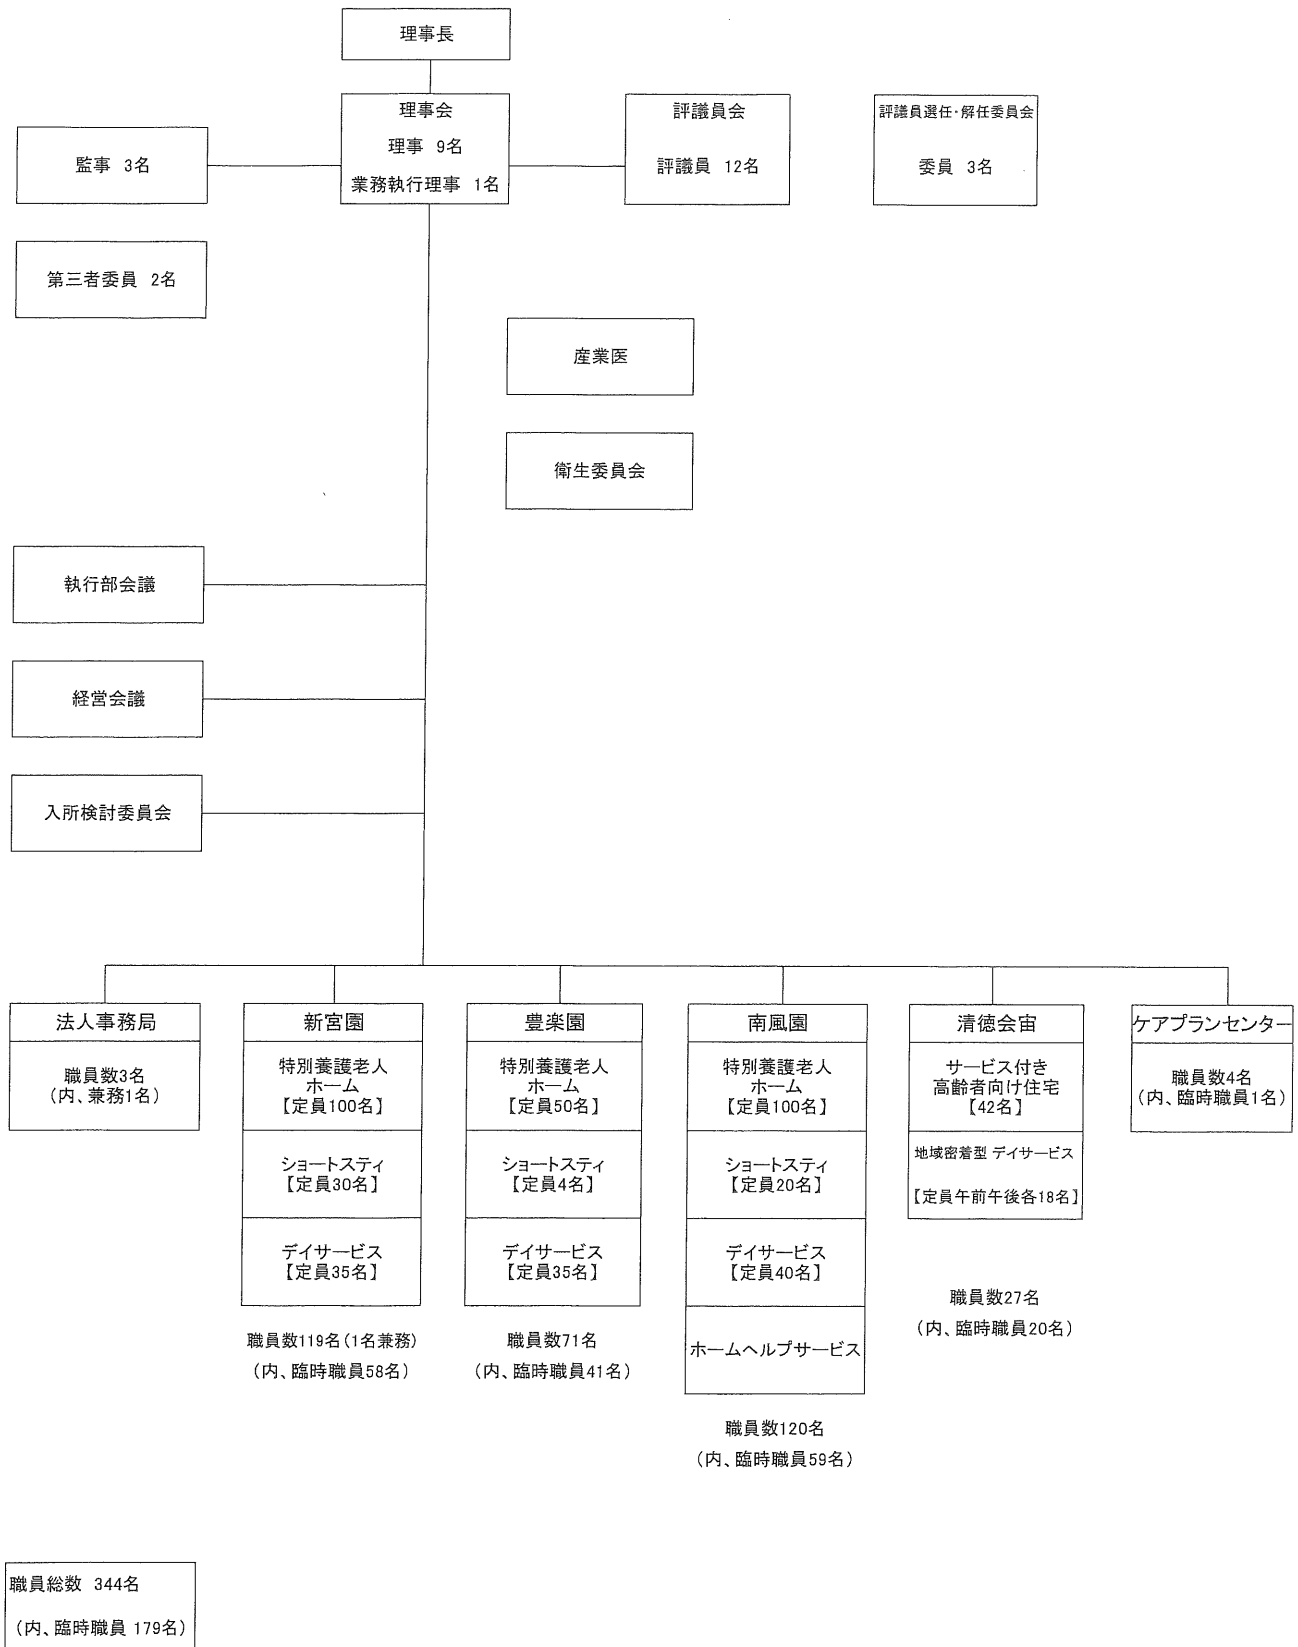 理事長
理事会
理事 9名
業務執行理事 1名
評議員会
評議員 12名
評議員選任・解任委員会
委員 3名
監事 3名
第三者委員 2名
産業医
衛生委員会
執行部会議
経営会議
入所検討委員会
法人事務局
職員数3名
(内、兼務1名)
新宮園
特別養護老人
ホーム
【定員100名】
ショートスティ
【定員30名】
デイサービス
【定員35名】
職員数119名(1名兼務)
(内、臨時職員58名)
豊楽園
特別養護老人
ホーム
【定員50名】
ショートスティ
【定員4名】
デイサービス
【定員35名】
職員数71名
(内、臨時職員41名)
南風園
特別養護老人
ホーム
【定員100名】
ショートスティ
【定員20名】
デイサービス
【定員40名】
ホームヘルプサービス
職員数120名
(内、臨時職員59名)
清徳会宙
サービス付き
高齢者向け住宅
【42名】
地域密着型 デイサービス
【定員午前午後各18名】
職員数27名
(内、臨時職員20名)
ケアプランセンター
職員数4名
(内、臨時職員1名)
職員総数 344名
(内、臨時職員 179名)